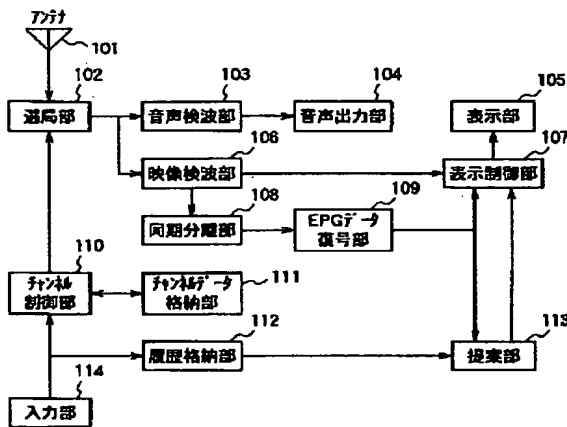 アンテナ
101
102
選局部
103
音声検波部
104
音声出力部
105
表示部
106
映像検波部
107
表示制御部
108
同期分離部
109
EPGデータ
復号部
110
チャンネル
制御部
111
チャンネルデータ
格納部
112
履歴格納部
113
提案部
114
入力部